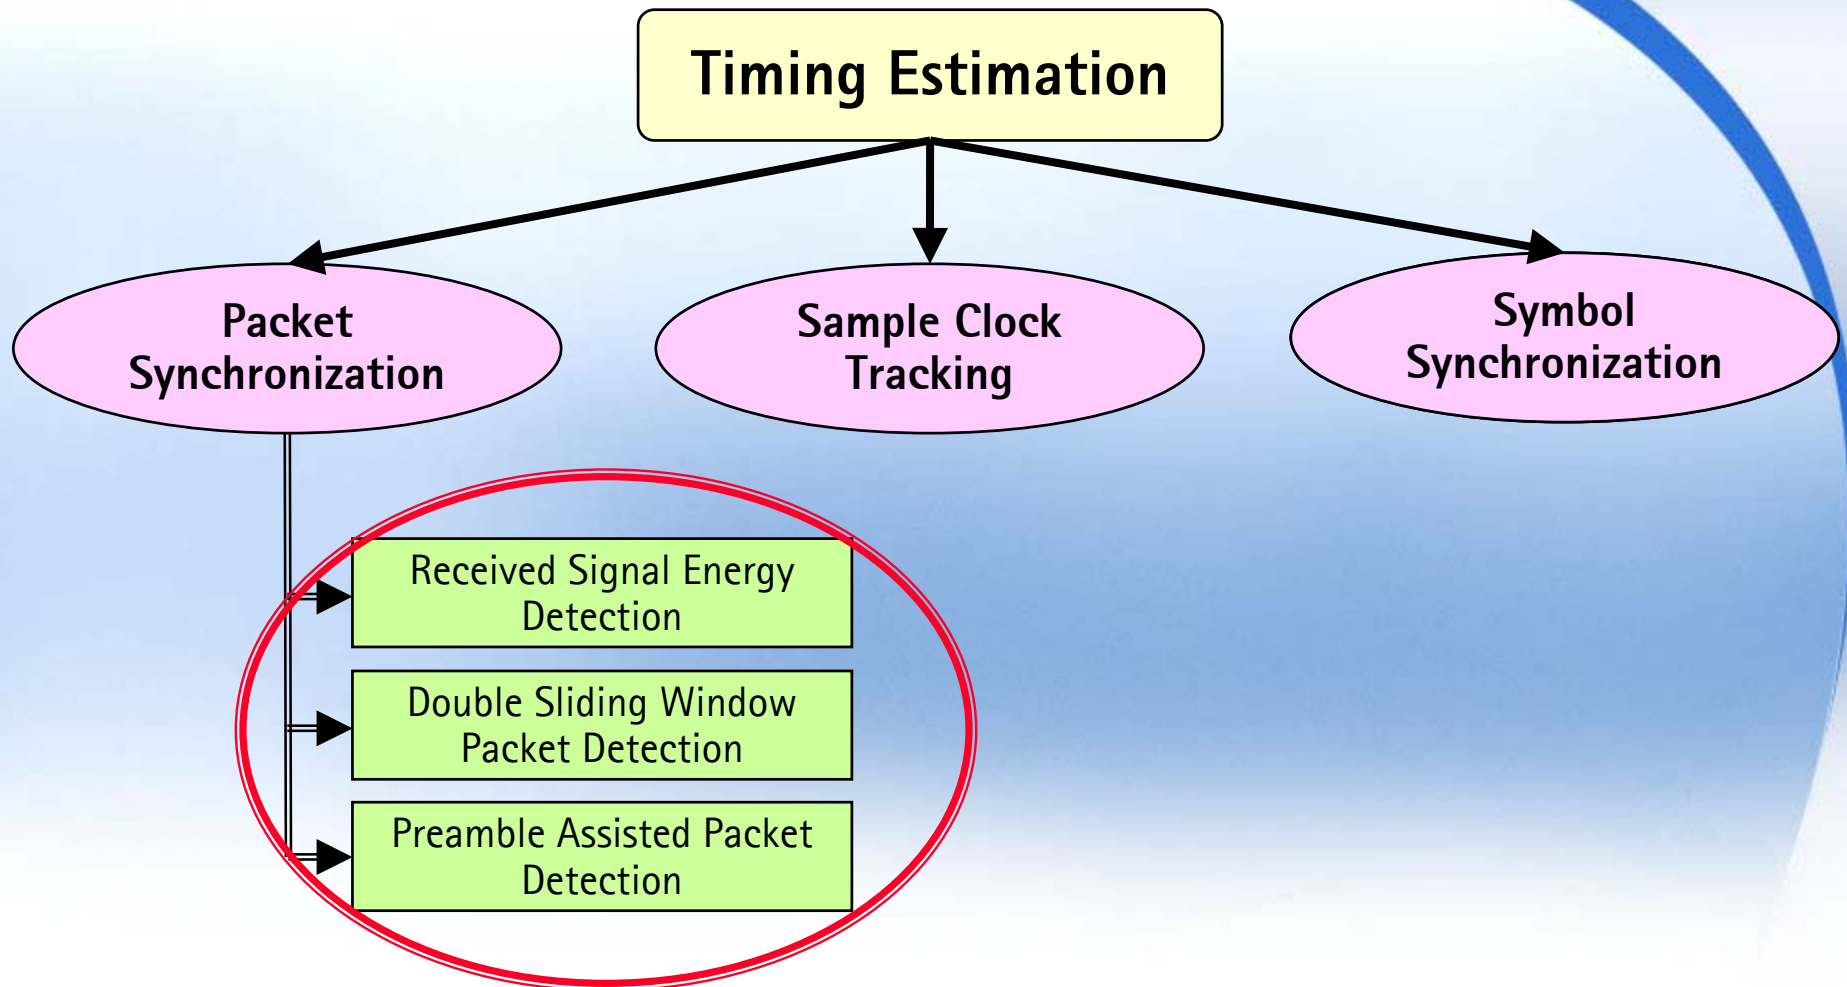 Timing Estimation
Packet
Synchronization
Sample Clock
Tracking
Symbol
Synchronization
Received Signal Energy
Detection
Double Sliding Window
Packet Detection
Preamble Assisted Packet
Detection